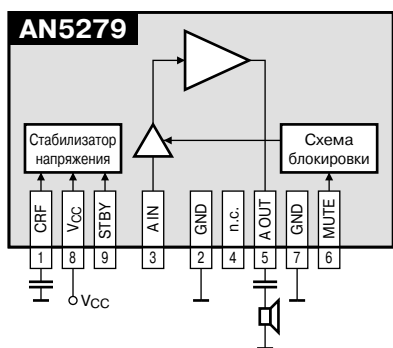 AN5279
Стабилизатор
напряжения
Схема
блокировки
CRF
VCC
STBY
A IN
GND
n.c.
A OUT
GND
MUTE
1
8
9
3
2
4
5
7
6
VCC